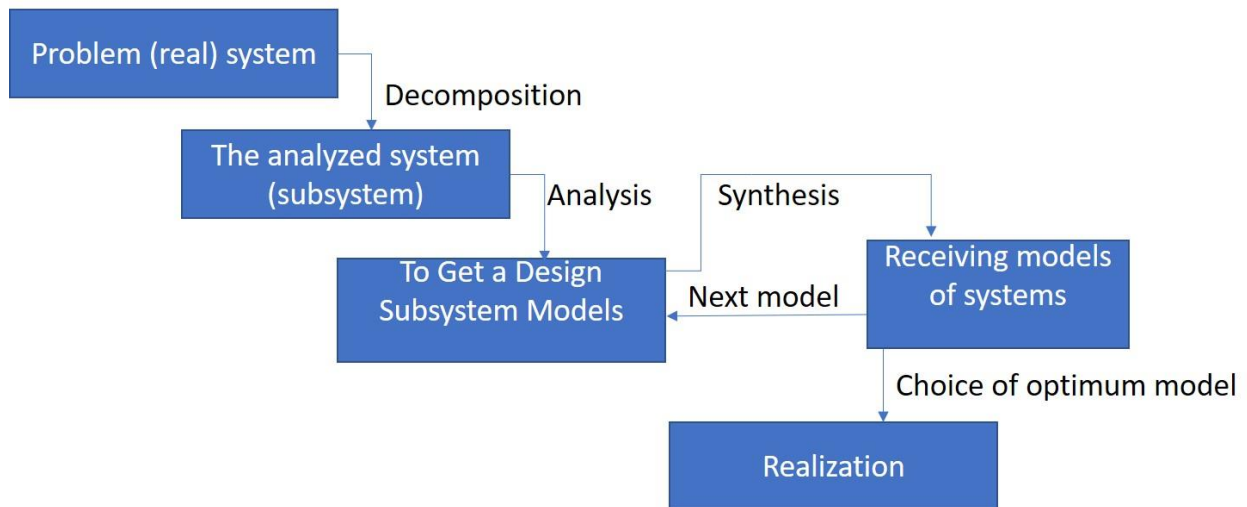 Problem (real) system
Decomposition
The analyzed system
(subsystem)
Analysis
Synthesis
To Get a Design
Subsystem Models
Next model
Receiving models
of systems
Choice of optimum model
Realization